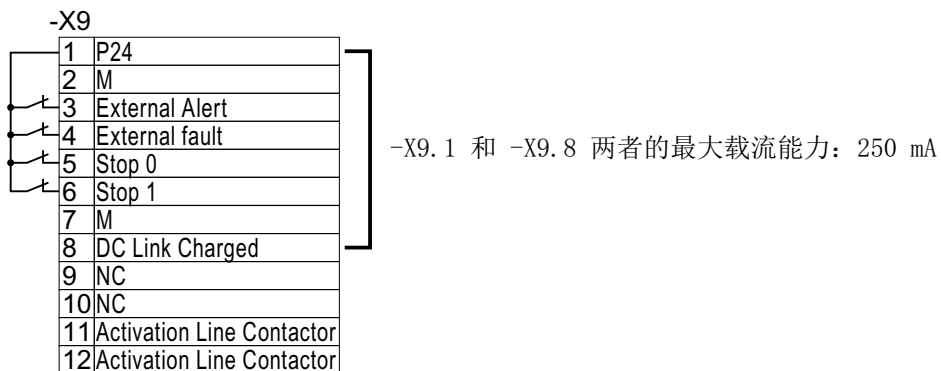 -X9
1 P24
2 M
3 External Alert
4 External fault
5 Stop 0
6 Stop 1
7 M
8 DC Link Charged
9 NC
10 NC
11 Activation Line Contactor
12 Activation Line Contactor
-X9.1 和 -X9.8 两者的最大载流能力：250 mA